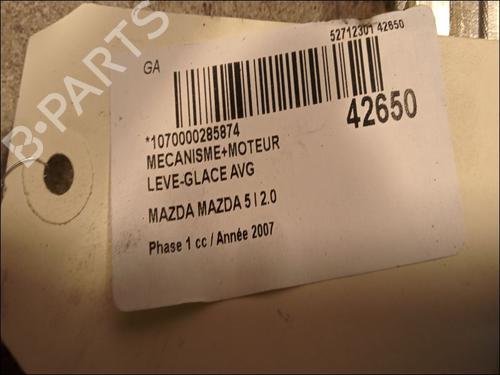 GA
52712301 42650
42650
*1070000285874
MECANISME+MOTEUR
LEVE-GLACE AVG
MAZDA MAZDA 5 I 2.0
Phase 1 cc / Année 2007
B-PARTS